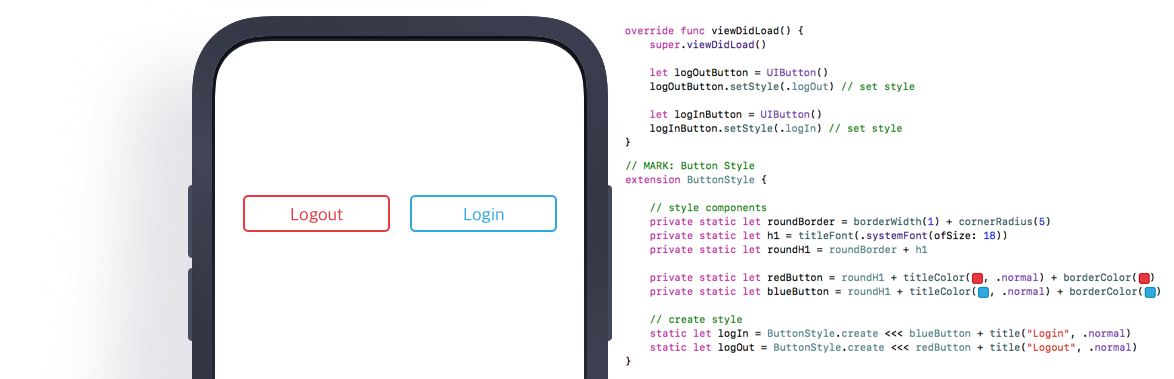 Logout
Login
override func viewDidLoad() {
super.viewDidLoad()
let logOutButton = UIButton()
logOutButton.setStyle(.logOut) // set style
let logInButton = UIButton()
logInButton.setStyle(.logIn) // set style
}
// MARK: Button Style
extension ButtonStyle {
// style components
private static let roundBorder = borderWidth(1) + cornerRadius(5)
private static let h1 = titleFont(.systemFont(ofSize: 18))
private static let roundH1 = roundBorder + h1
private static let redButton = roundH1 + titleColor( , .normal) + borderColor( )
private static let blueButton = roundH1 + titleColor( , .normal) + borderColor( )
// create style
static let logIn = ButtonStyle.create <<< blueButton + title("Login", .normal)
static let logOut = ButtonStyle.create <<< redButton + title("Logout", .normal)
}